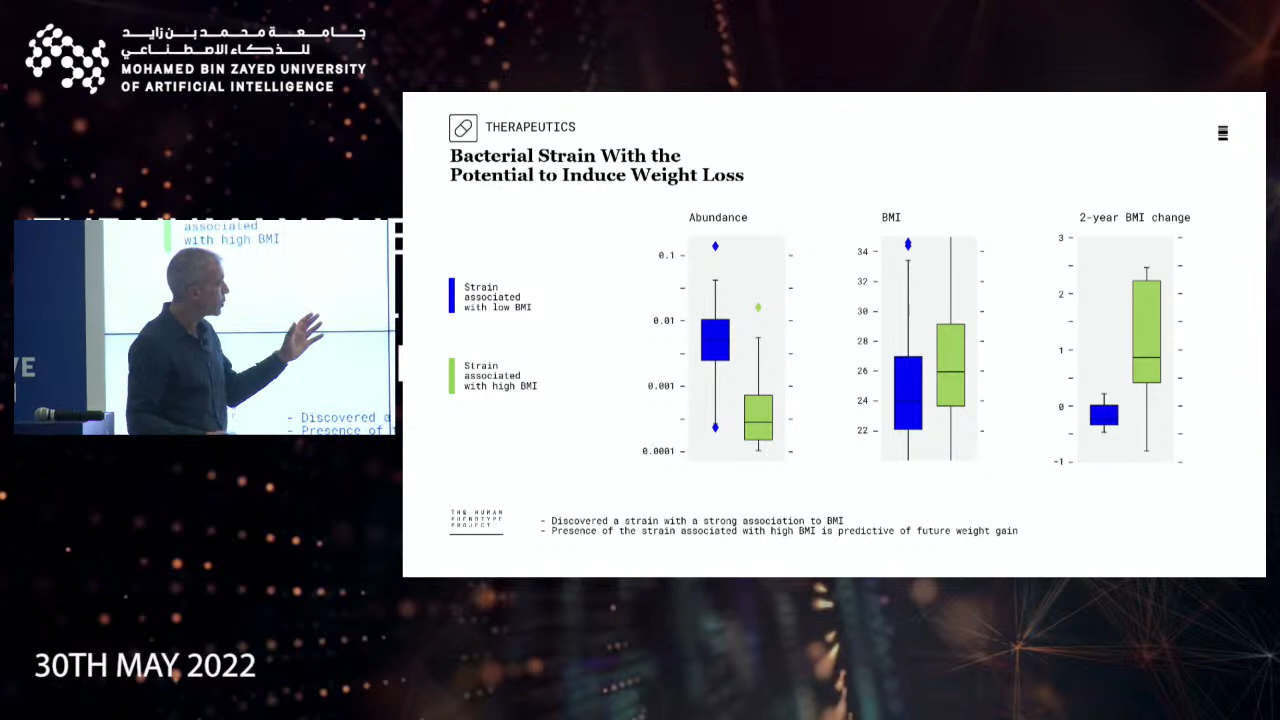 جامعة محمد بن زايد
للذكاء الاصطناعي
MOHAMED BIN ZAYED UNIVERSITY
OF ARTIFICIAL INTELLIGENCE
THERAPEUTICS
Bacterial Strain With the
Potential to Induce Weight Loss
Abundance
BMI
2-year BMI change
Strain
associated
with low BMI
Strain
associated
with high BMI
0.1
0.01
0.001
0.0001
34
32
30
28
26
24
22
3
2
1
0
-1
THE HUMAN
PHENOTYPE
PROJECT
- Discovered a strain with a strong association to BMI
- Presence of the strain associated with high BMI is predictive of future weight gain
associated
with high BMI
- Discovered a
- Presence of
30TH MAY 2022